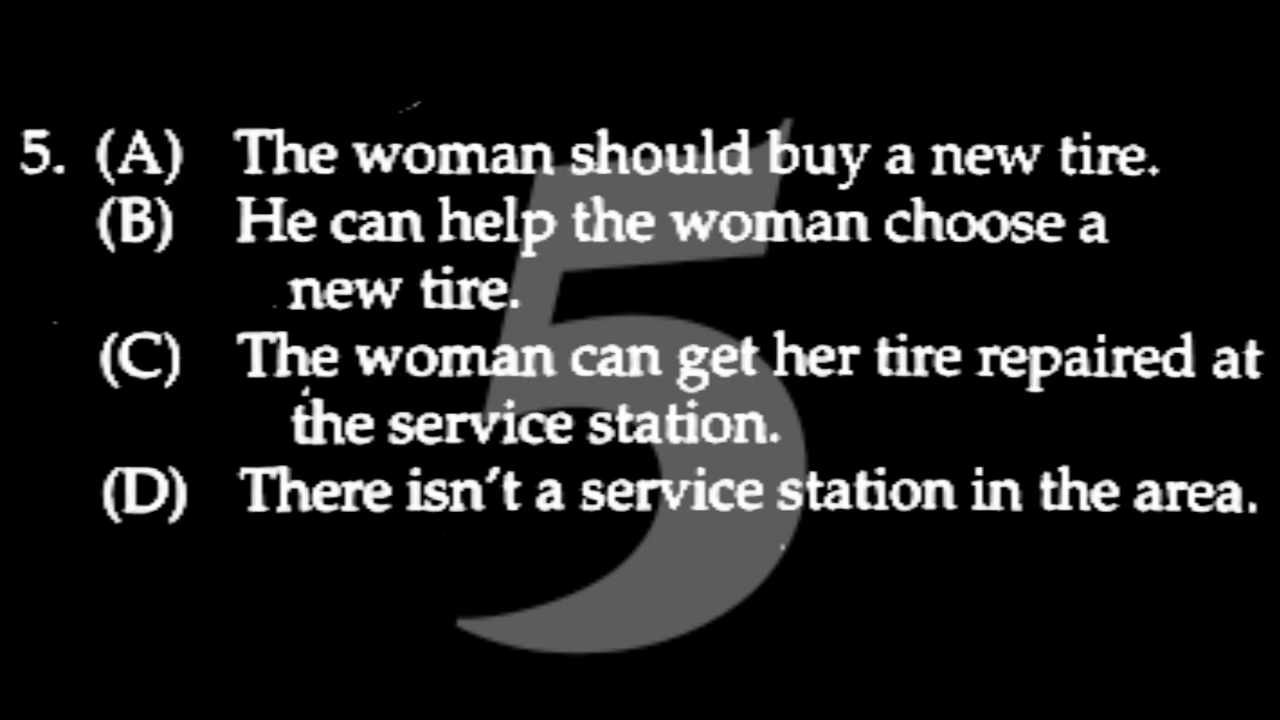 5. (A) The woman should buy a new tire.
(B) He can help the woman choose a
new tire.
(C) The woman can get her tire repaired at
the service station.
(D) There isn't a service station in the area.
5